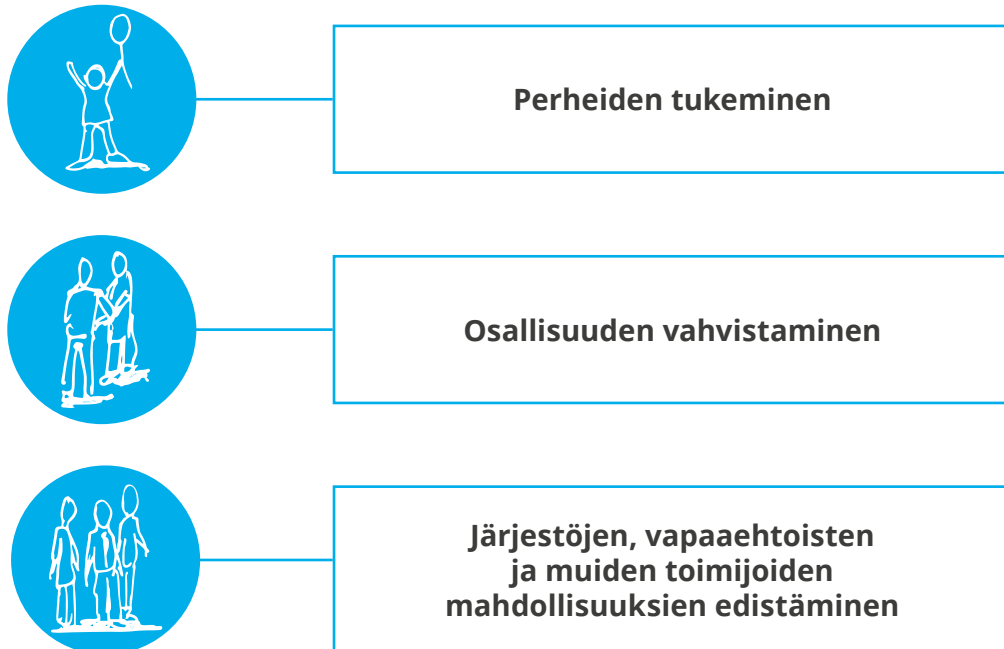 Perheiden tukeminen
Osallisuuden vahvistaminen
Järjestöjen, vapaaehtoisten
ja muiden toimijoiden
mahdollisuuksien edistäminen